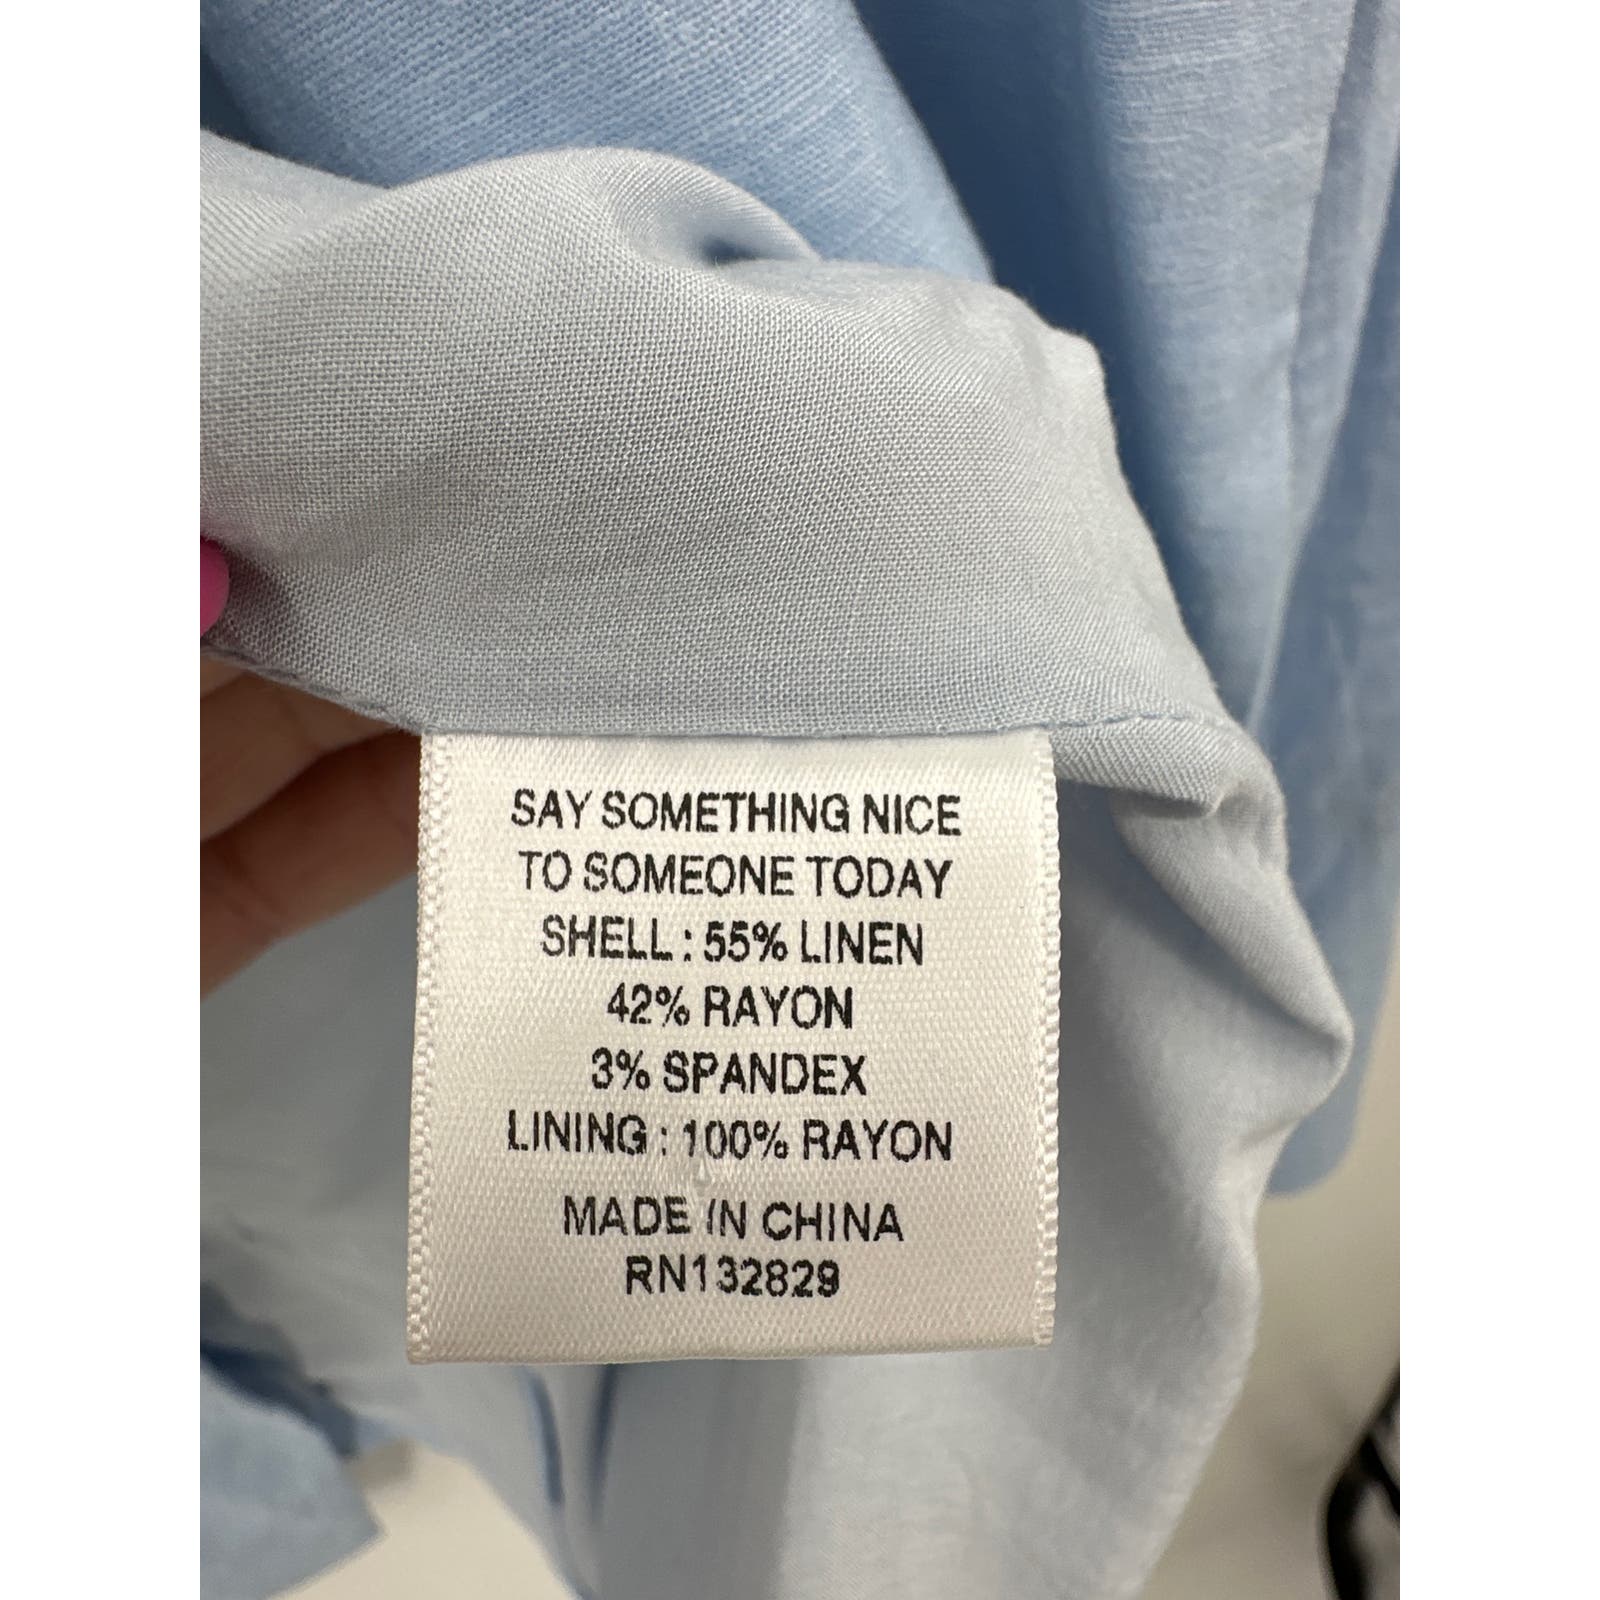 SAY SOMETHING NICE
TO SOMEONE TODAY
SHELL : 55% LINEN
42% RAYON
3% SPANDEX
LINING : 100% RAYON
MADE IN CHINA
RN132829